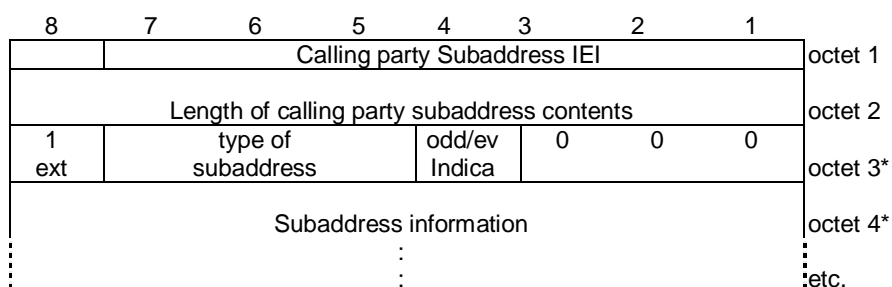 8 7 6 5 4 3 2 1
Calling party Subaddress IEI octet 1
Length of calling party subaddress contents octet 2
1 type of odd/ev 0 0 0
ext subaddress Indica octet 3*
Subaddress information octet 4*
:
: etc.